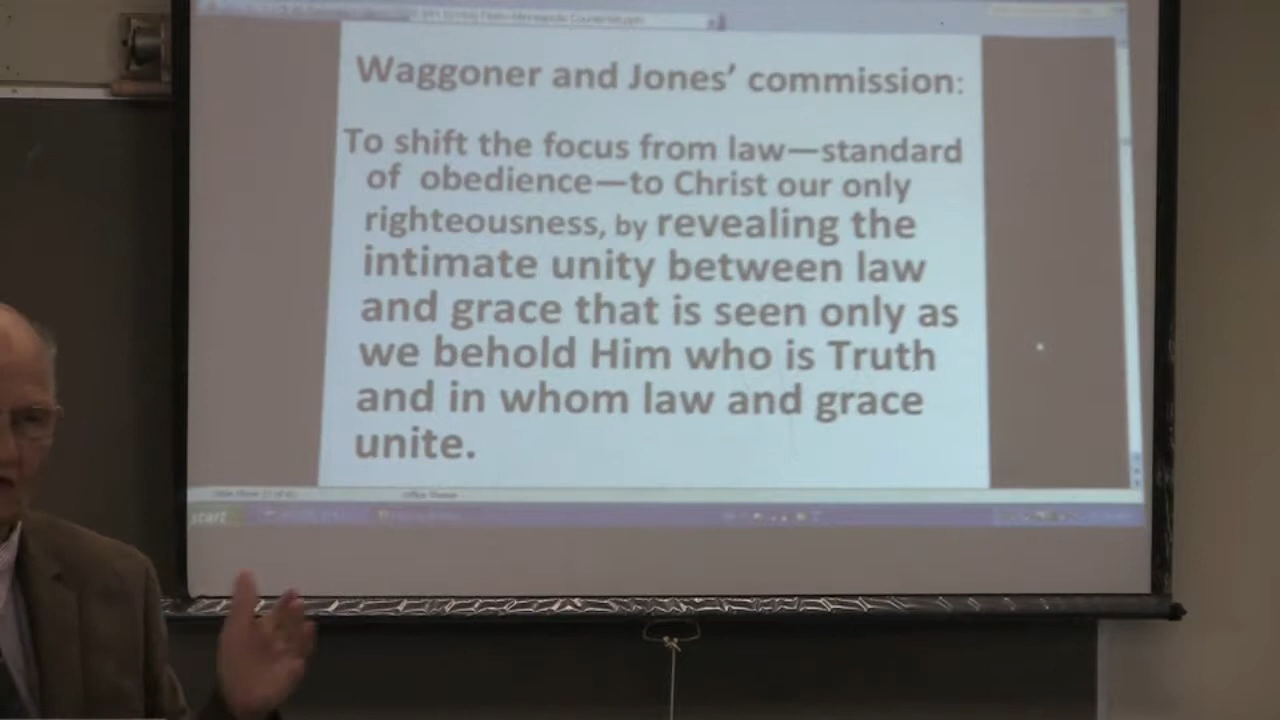 Waggoner and Jones’ commission:
To shift the focus from law—standard
of obedience—to Christ our only
righteousness, by revealing the
intimate unity between law
and grace that is seen only as
we behold Him who is Truth
and in whom law and grace
unite.
start